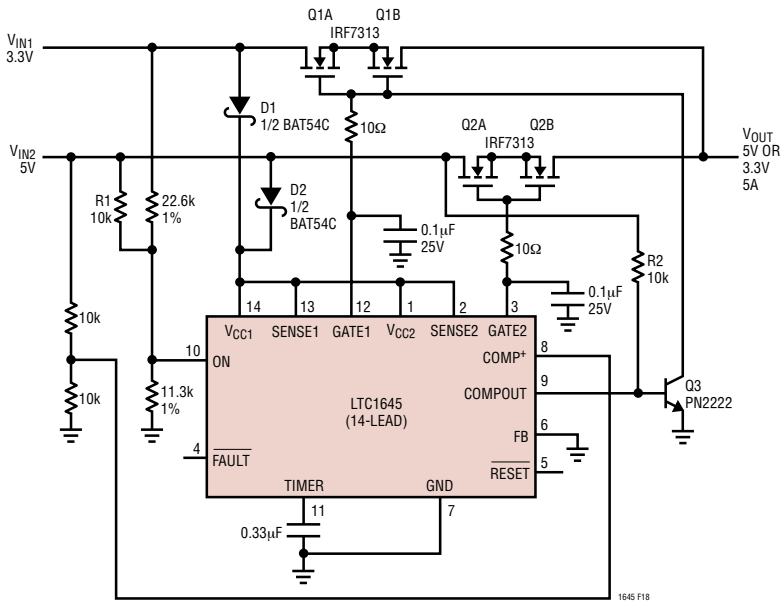 Q1A
Q1B
IRF7313
VIN1
3.3V
D1
1/2 BAT54C
10Ω
Q2A
Q2B
IRF7313
VIN2
5V
VOUT
5V OR
3.3V
5A
R1
10k
22.6k
1%
D2
1/2
BAT54C
0.1µF
25V
10Ω
R2
10k
0.1µF
25V
10k
14
13
12
1
2
3
VCC1
SENSE1
GATE1
VCC2
SENSE2
GATE2
8
COMP+
10
ON
9
COMPOUT
Q3
PN2222
10k
11.3k
1%
LTC1645
(14-LEAD)
6
FB
4
FAULT
5
RESET
TIMER
GND
11
7
0.33µF
1645 F18